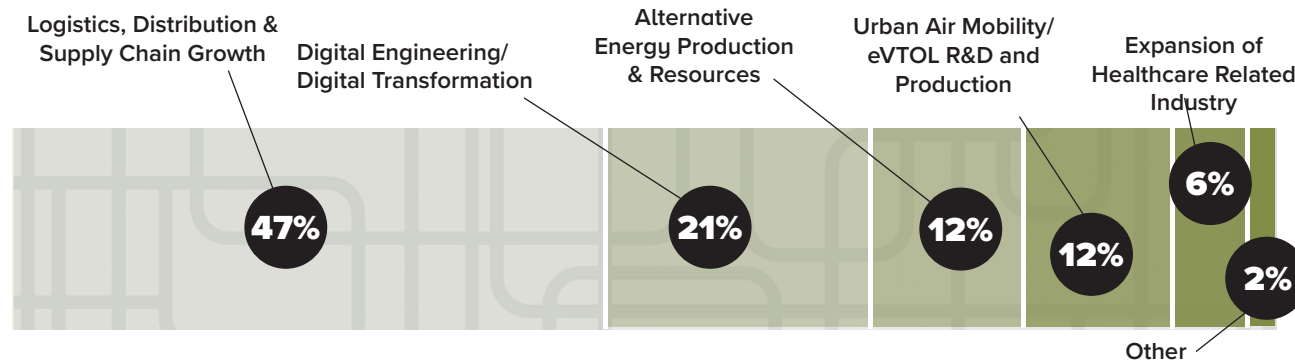 Logistics, Distribution &
Supply Chain Growth
Digital Engineering/
Digital Transformation
Alternative
Energy Production
& Resources
Urban Air Mobility/
eVTOL R&D and
Production
Expansion of
Healthcare Related
Industry
47%
21%
12%
12%
6%
2%
Other